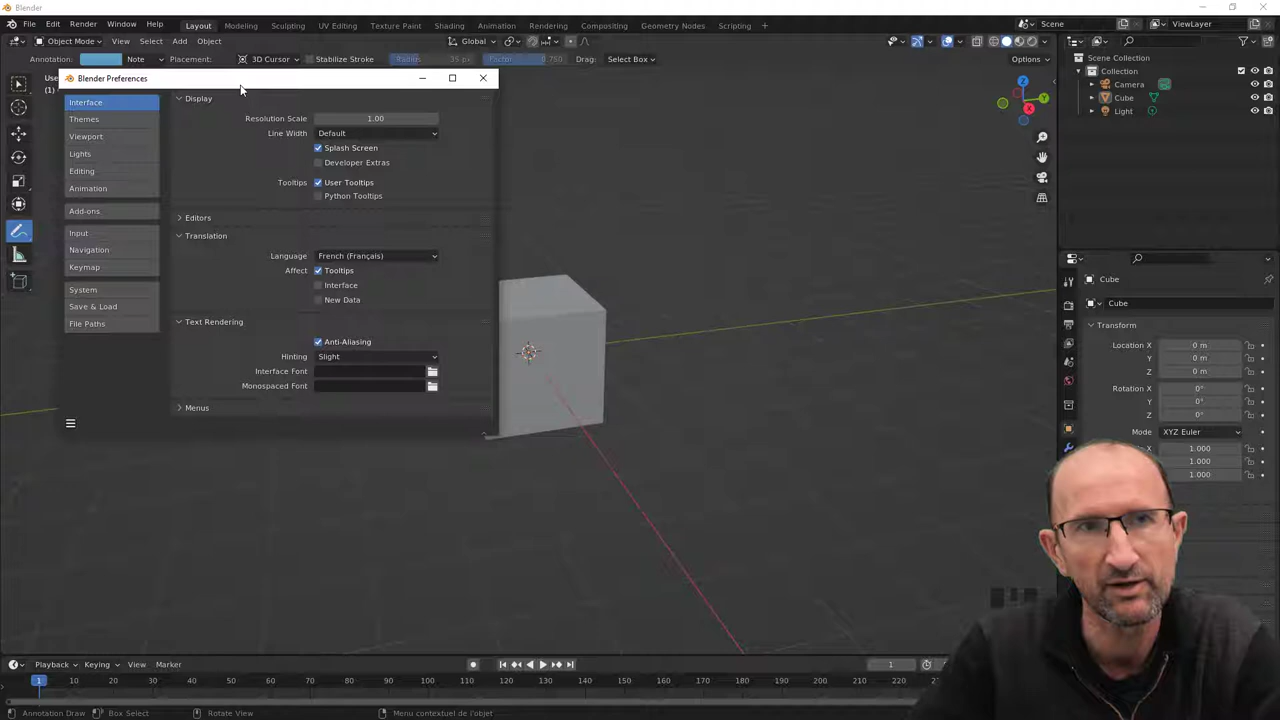 Blender
File Edit Render Window Help Layout Modeling Sculpting UV Editing Texture Paint Shading Animation Rendering Compositing Geometry Nodes Scripting + Scene ViewLayer
Object Mode View Select Add Object Global Options
Annotation: Note Placement: 3D Cursor Stabilize Stroke Radius 35 px Factor 0.750 Drag: Select Box
Use
(1)
Blender Preferences
Interface
Themes
Viewport
Lights
Editing
Animation
Add-ons
Input
Navigation
Keymap
System
Save & Load
File Paths
Display
Resolution Scale 1.00
Line Width Default
Splash Screen
Developer Extras
Tooltips User Tooltips
Python Tooltips
Editors
Translation
Language French (Français)
Affect Tooltips
Interface
New Data
Text Rendering
Anti-Aliasing
Hinting Slight
Interface Font
Monospaced Font
Menus
Z
Y
X
Scene Collection
Collection
Camera
Cube
Light
Cube
Cube
Transform
Location X 0 m
Y 0 m
Z 0 m
Rotation X 0°
Y 0°
Z 0°
Mode XYZ Euler
1.000
1.000
1.000
Playback Keying View Marker 1
1 10 20 30 40 50 60 70 80 90 100 110 120 130 140 150 160 170 180 190 200 210 220
Annotation Draw Box Select Rotate View Menu contextuel de l'objet